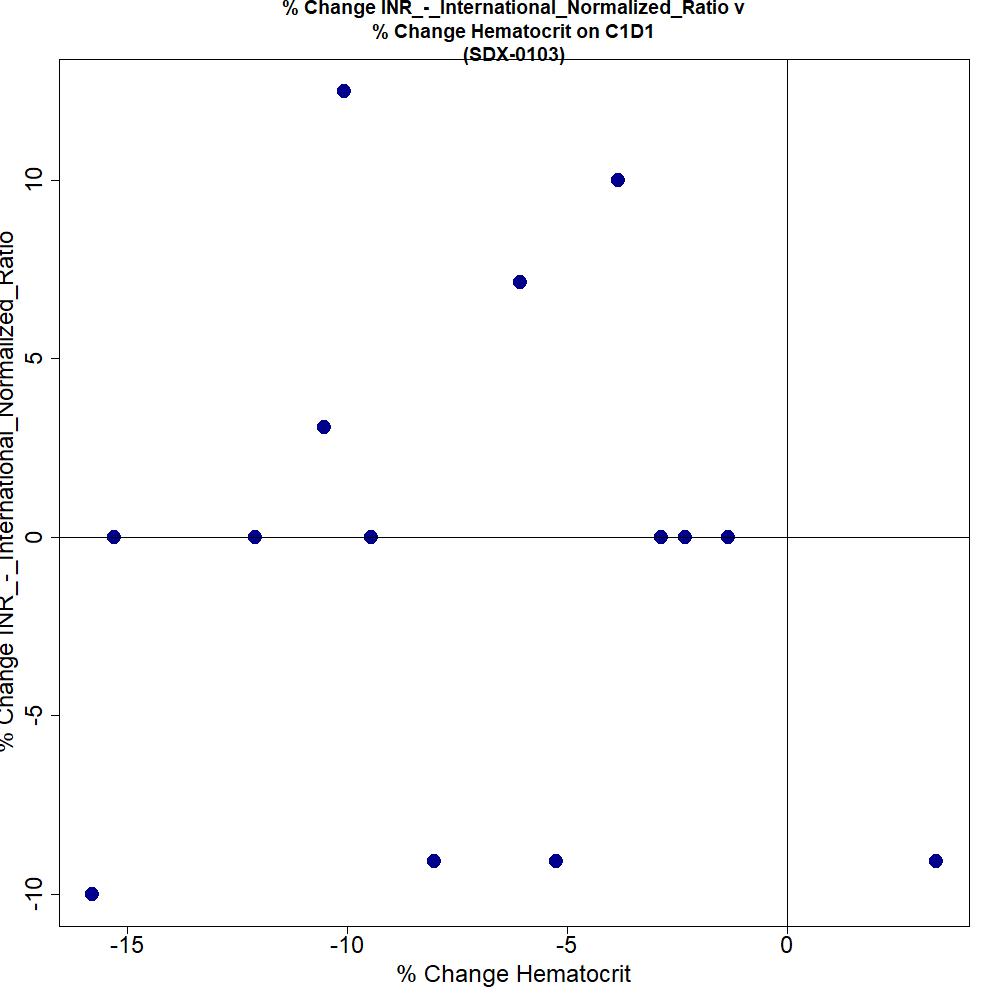 % Change INR_-_International_Normalized_Ratio v
% Change Hematocrit on C1D1
(SDX-0103)
% Change INR_-_International_Normalized_Ratio
10
5
0
-5
-10
-15
-10
-5
0
% Change Hematocrit